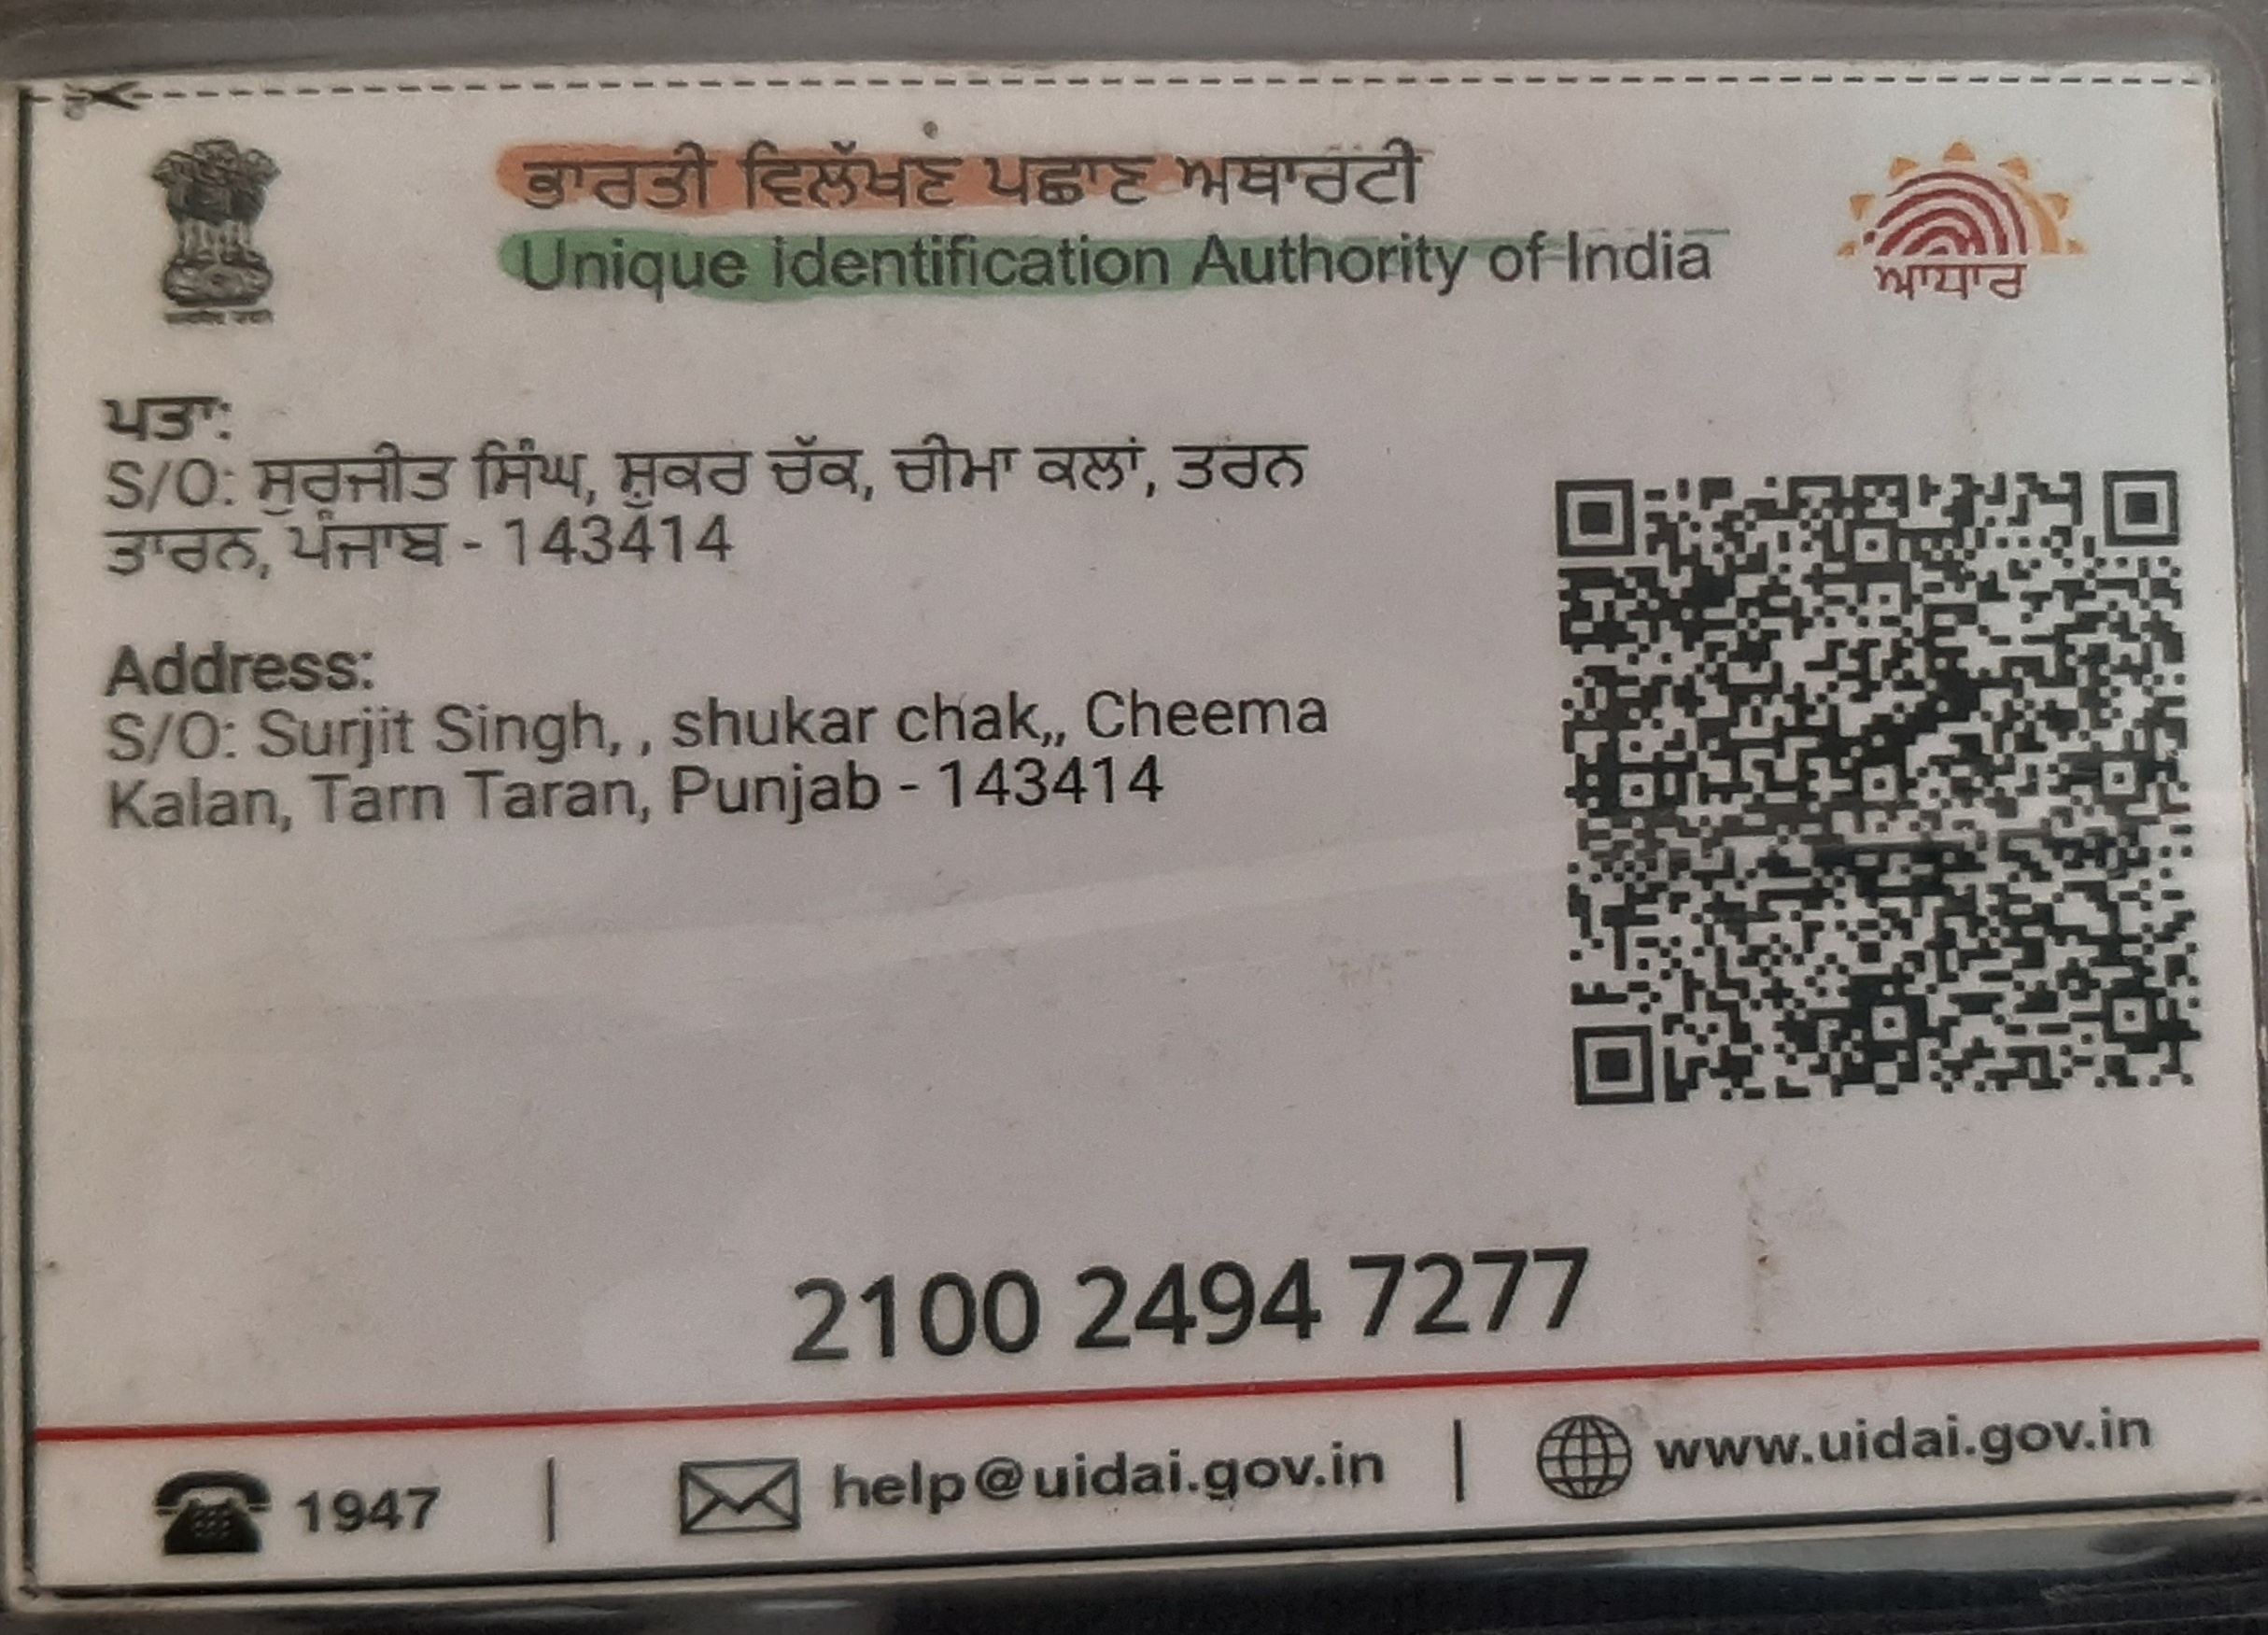 ਭਾਰਤੀ ਵਿਲੱਖਣ ਪਛਾਣ ਅਥਾਰਟੀ
Unique Identification Authority of India
ਆਧਾਰ
ਪਤਾ:
S/O: ਸੁਰਜੀਤ ਸਿੰਘ, ਸ਼ੁਕਰ ਚੱਕ, ਚੀਮਾ ਕਲਾਂ, ਤਰਨ
ਤਾਰਨ, ਪੰਜਾਬ - 143414
Address:
S/O: Surjit Singh, , shukar chak,, Cheema
Kalan, Tarn Taran, Punjab - 143414
2100 2494 7277
1947 | help@uidai.gov.in | www.uidai.gov.in